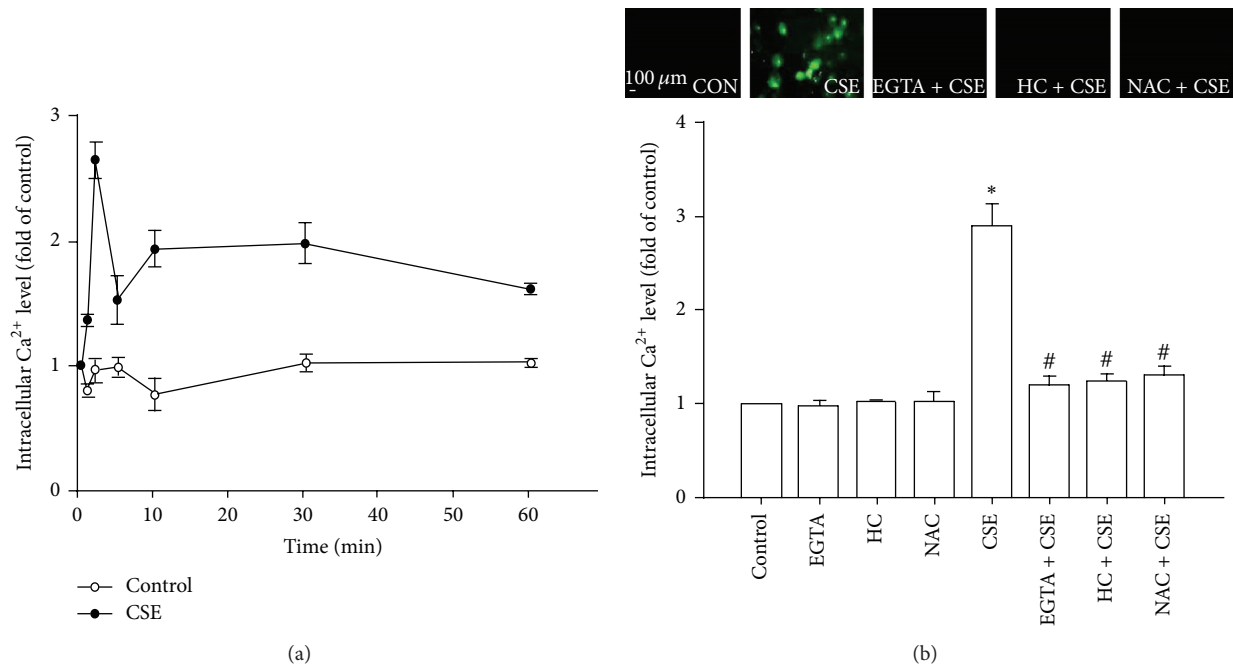 Intracellular Ca²⁺ level (fold of control)
3
2
1
0
0 10 20 30 40 50 60
Time (min)
Control
CSE
(a)
100 μm
CON
CSE
EGTA + CSE
HC + CSE
NAC + CSE
Intracellular Ca²⁺ level (fold of control)
4
3
2
1
0
*
#
#
#
Control
EGTA
HC
NAC
CSE
EGTA + CSE
HC + CSE
NAC + CSE
(b)